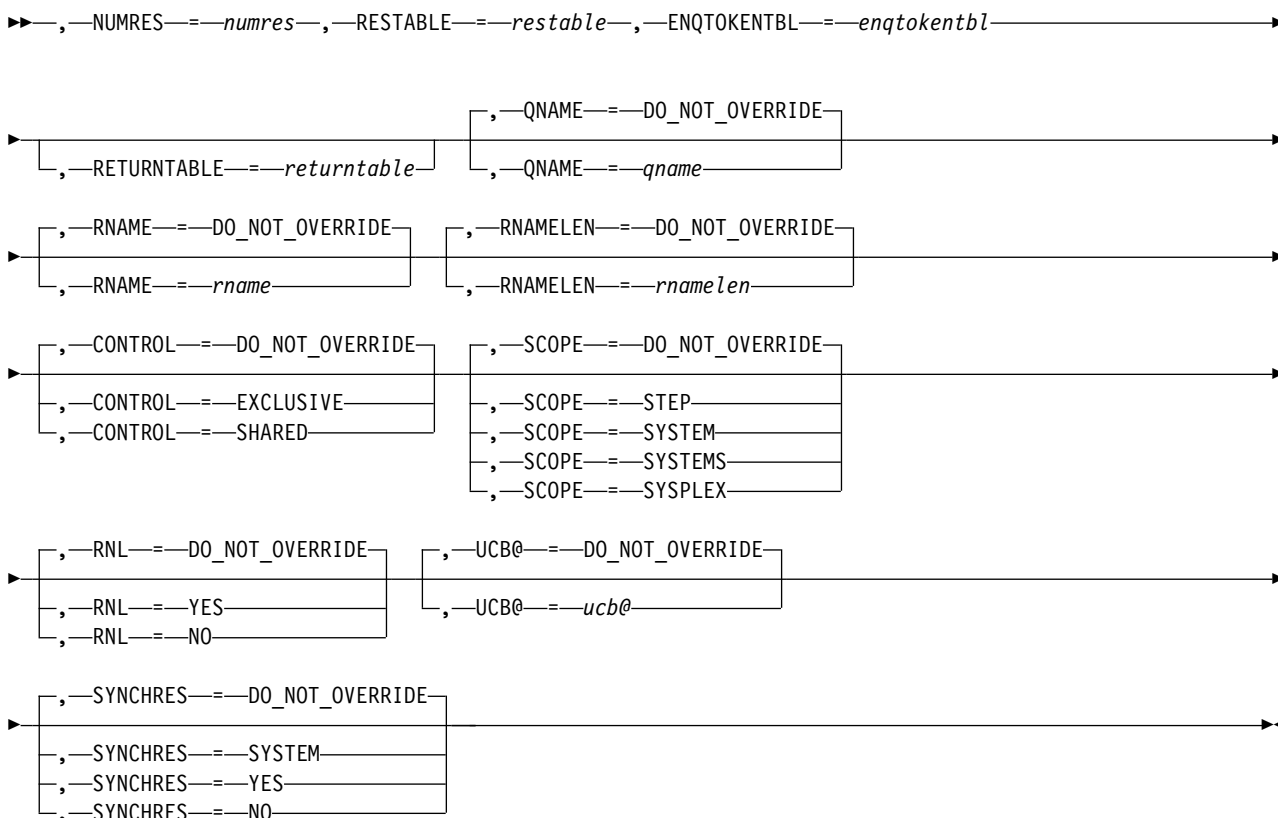 , NUMRES = numres , RESTABLE = restable , ENQTOKENTBL = enqtokentbl
, QNAME = DO_NOT_OVERRIDE
, RETURNTABLE = returntable , QNAME = qname
, RNAME = DO_NOT_OVERRIDE , RNAMELEN = DO_NOT_OVERRIDE
, RNAME = rname , RNAMELEN = rnamelen
, CONTROL = DO_NOT_OVERRIDE , SCOPE = DO_NOT_OVERRIDE
, CONTROL = EXCLUSIVE , SCOPE = STEP
, CONTROL = SHARED , SCOPE = SYSTEM
, SCOPE = SYSTEMS
, SCOPE = SYSPLEX
, RNL = DO_NOT_OVERRIDE , UCB@ = DO_NOT_OVERRIDE
, RNL = YES , UCB@ = ucb@
, RNL = NO
, SYNCHRES = DO_NOT_OVERRIDE
, SYNCHRES = SYSTEM
, SYNCHRES = YES
, SYNCHRES = NO